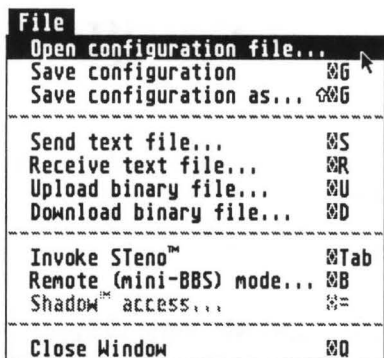 File
Open configuration file...
Save configuration ◆G
Save configuration as... ⇧◆G
Send text file... ◆S
Receive text file... ◆R
Upload binary file... ◆U
Download binary file... ◆D
Invoke STeno™ ◆Tab
Remote (mini-BBS) mode... ◆B
Shadow™ access... ◆=
Close Window ◆Q